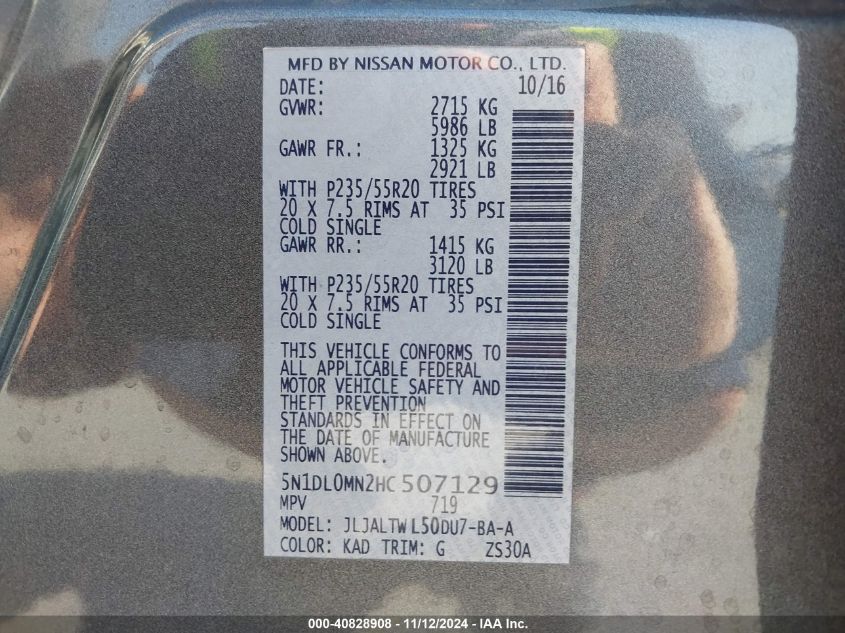 MFD BY NISSAN MOTOR CO., LTD.
DATE: 10/16
GVWR: 2715 KG
5986 LB
GAWR FR.: 1325 KG
2921 LB
WITH P235/55R20 TIRES
20 X 7.5 RIMS AT 35 PSI
COLD SINGLE
GAWR RR.: 1415 KG
3120 LB
WITH P235/55R20 TIRES
20 X 7.5 RIMS AT 35 PSI
COLD SINGLE
THIS VEHICLE CONFORMS TO
ALL APPLICABLE FEDERAL
MOTOR VEHICLE SAFETY AND
THEFT PREVENTION
STANDARDS IN EFFECT ON
THE DATE OF MANUFACTURE
SHOWN ABOVE.
5N1DL0MN2HC507129
MPV 719
MODEL: JLJALTWL50DU7-BA-A
COLOR: KAD TRIM: G ZS30A
000-40828908 - 11/12/2024 - IAA Inc.